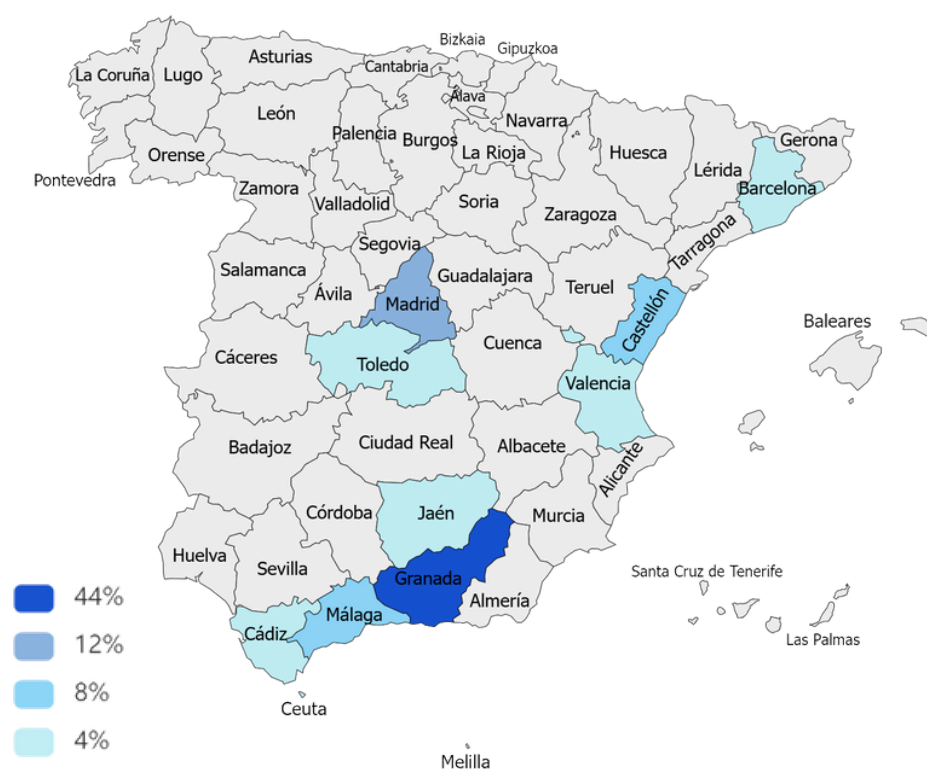 Bizkaia
Gipuzkoa
Asturias
Cantabria
La Coruña
Lugo
Álava
León
Navarra
Palencia
Burgos
La Rioja
Huesca
Gerona
Orense
Lérida
Pontevedra
Zamora
Barcelona
Valladolid
Soria
Zaragoza
Segovia
Tarragona
Salamanca
Guadalajara
Ávila
Teruel
Madrid
Castellón
Baleares
Cuenca
Cáceres
Toledo
Valencia
Badajoz
Ciudad Real
Albacete
Alicante
Córdoba
Jaén
Murcia
Huelva
Sevilla
Granada
Santa Cruz de Tenerife
Almería
44%
Málaga
Cádiz
Las Palmas
12%
8%
Ceuta
4%
Melilla